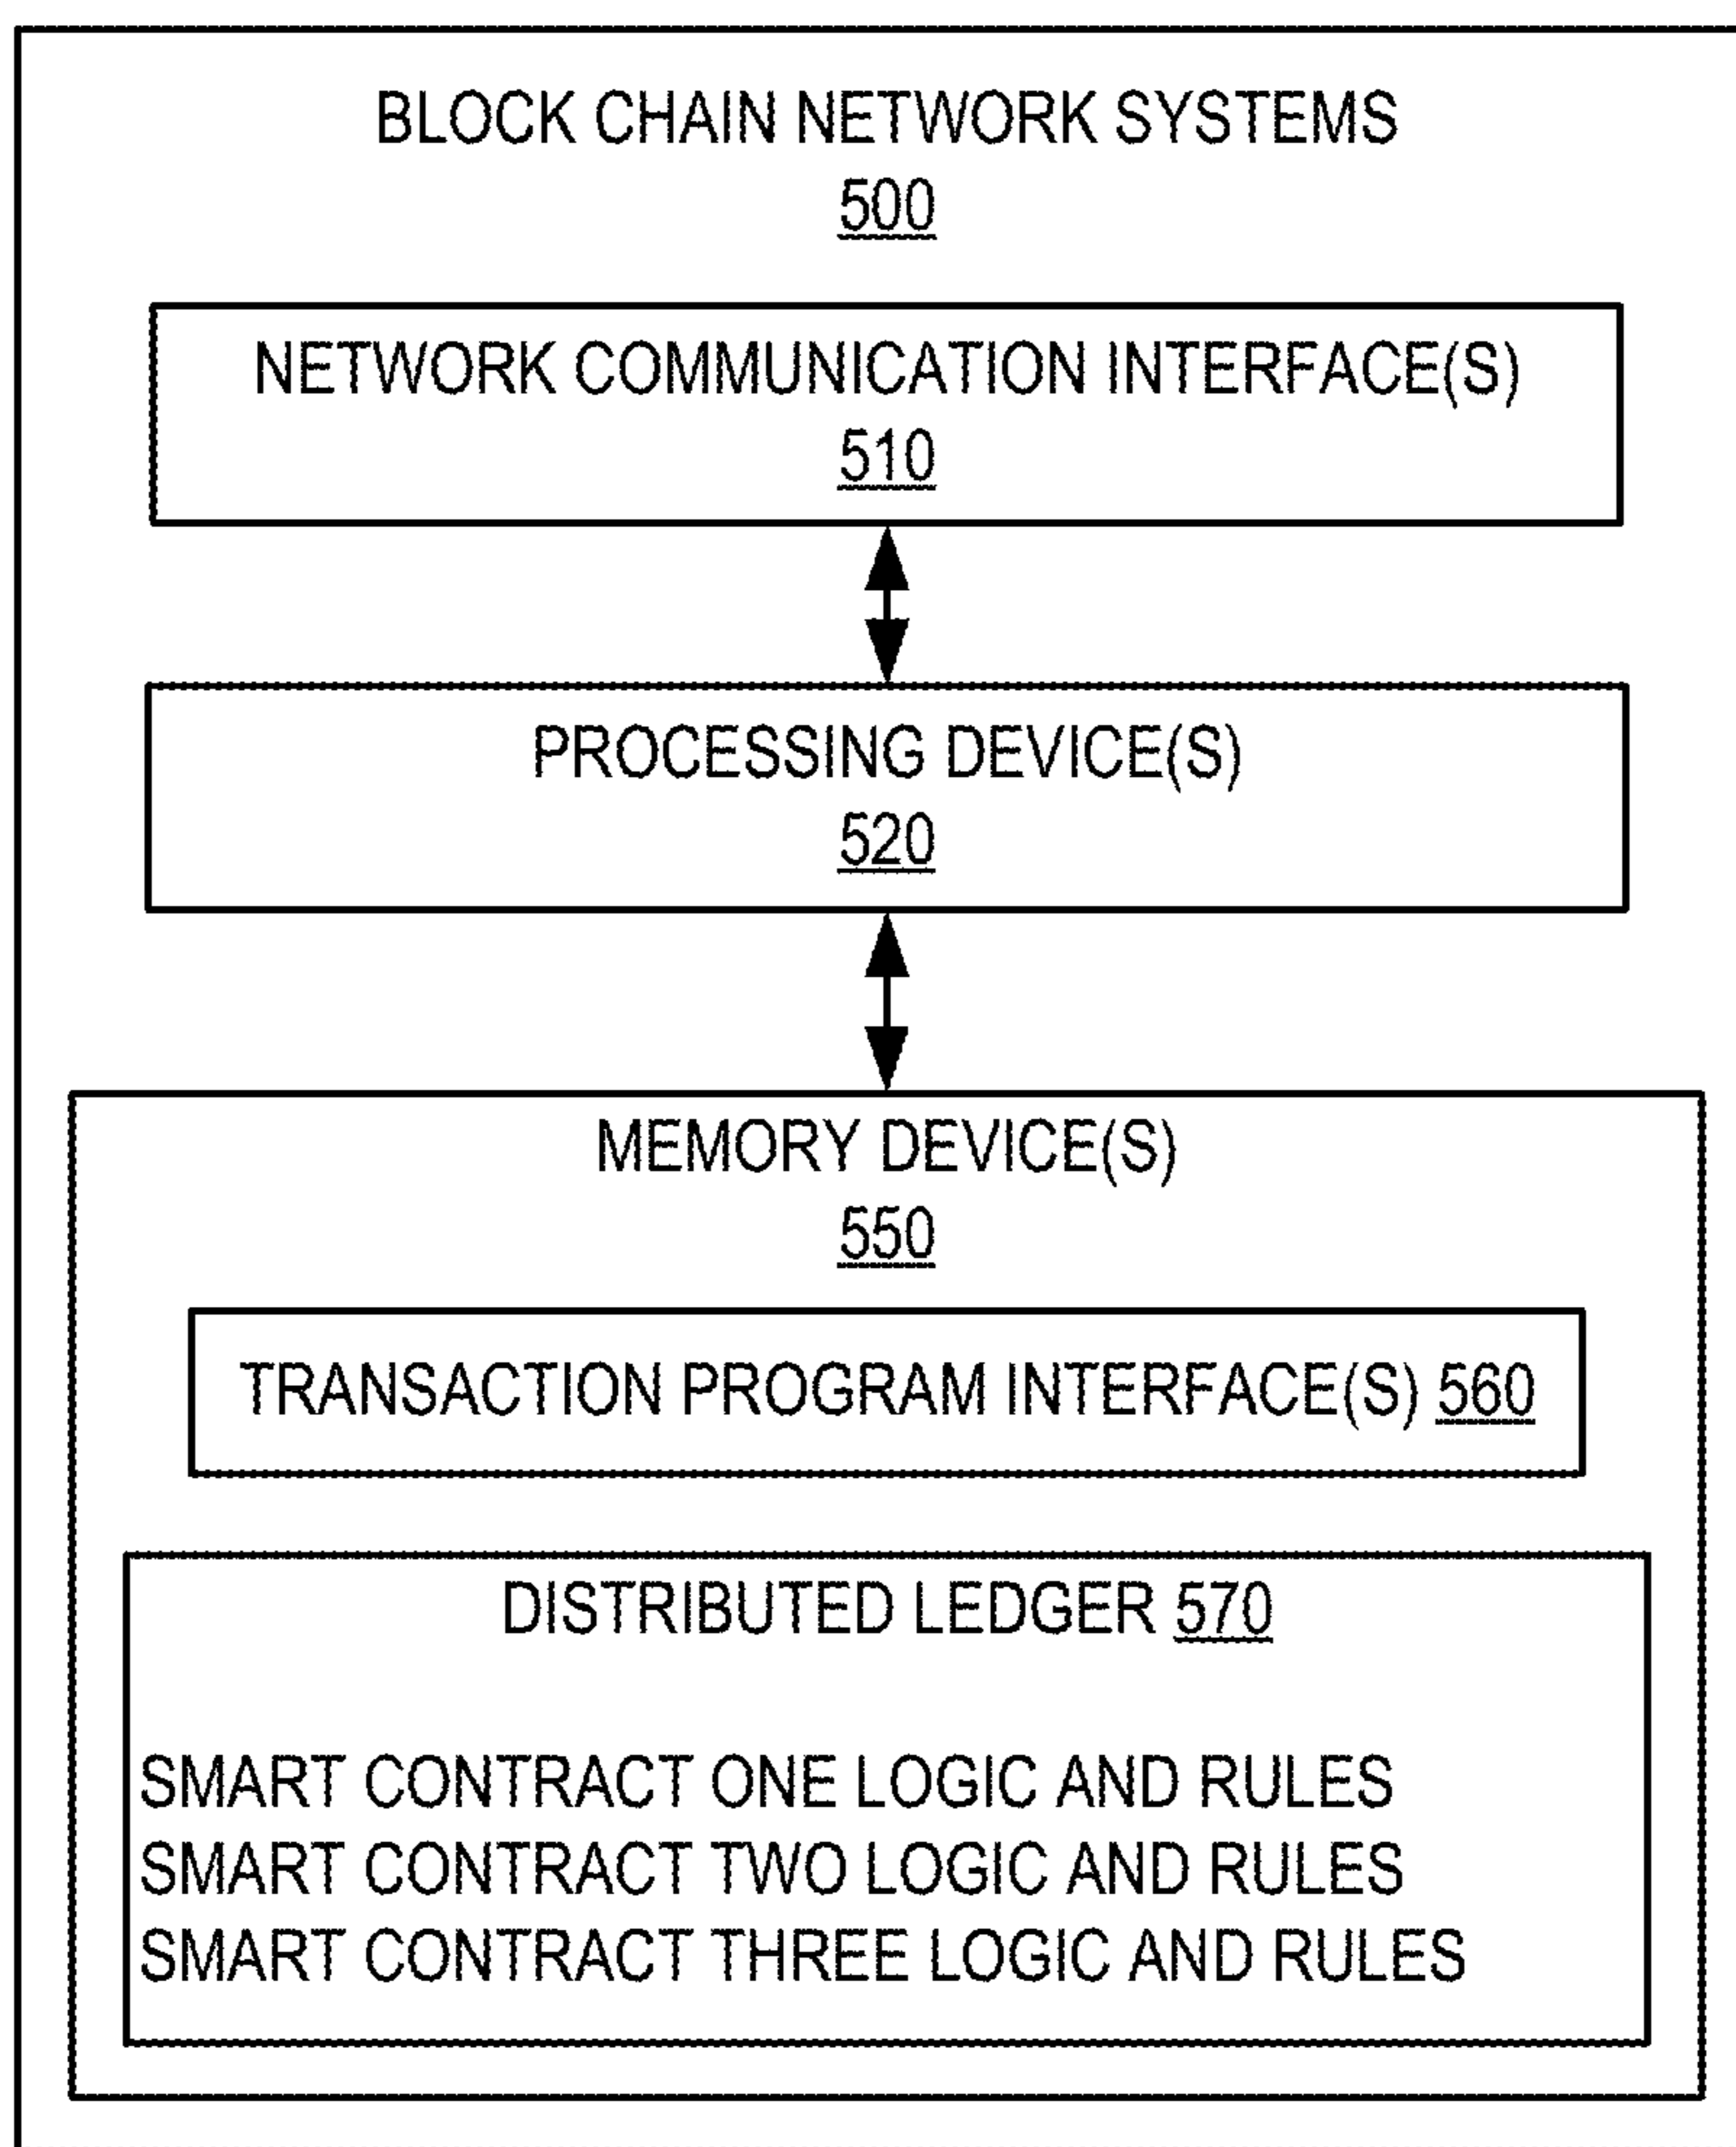 BLOCK CHAIN NETWORK SYSTEMS
500
NETWORK COMMUNICATION INTERFACE(S)
510
PROCESSING DEVICE(S)
520
MEMORY DEVICE(S)
550
TRANSACTION PROGRAM INTERFACE(S) 560
DISTRIBUTED LEDGER 570
SMART CONTRACT ONE LOGIC AND RULES
SMART CONTRACT TWO LOGIC AND RULES
SMART CONTRACT THREE LOGIC AND RULES